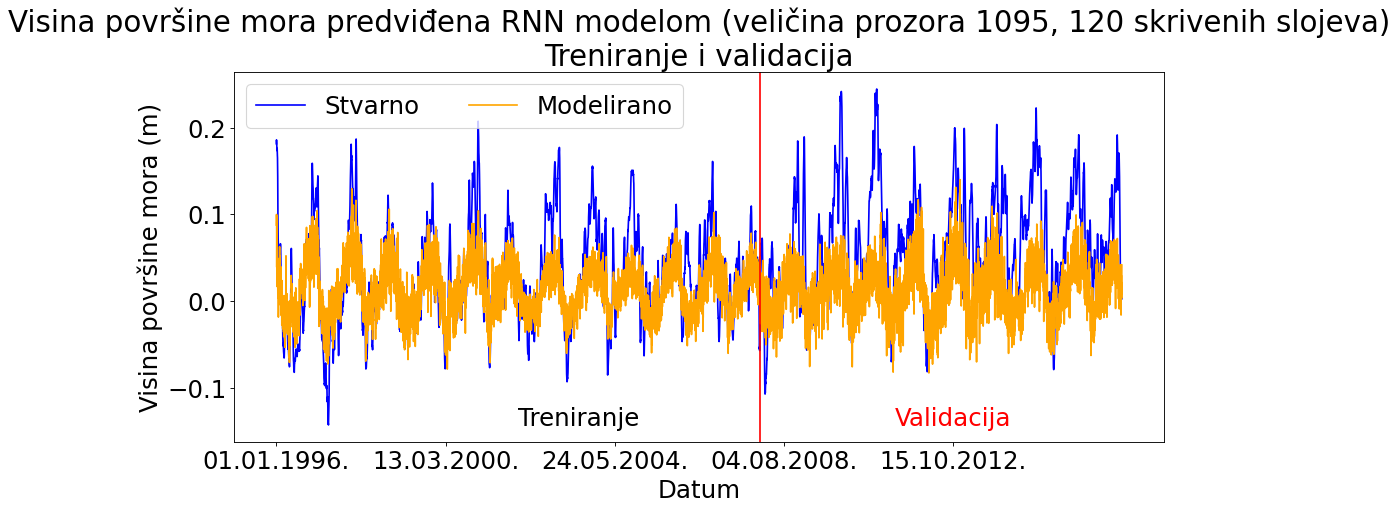 Visina površine mora predviđena RNN modelom (veličina prozora 1095, 120 skrivenih slojeva)
Treniranje i validacija
Stvarno
Modelirano
Visina površine mora (m)
0.2
0.1
0.0
−0.1
Treniranje
Validacija
01.01.1996.
13.03.2000.
24.05.2004.
04.08.2008.
15.10.2012.
Datum